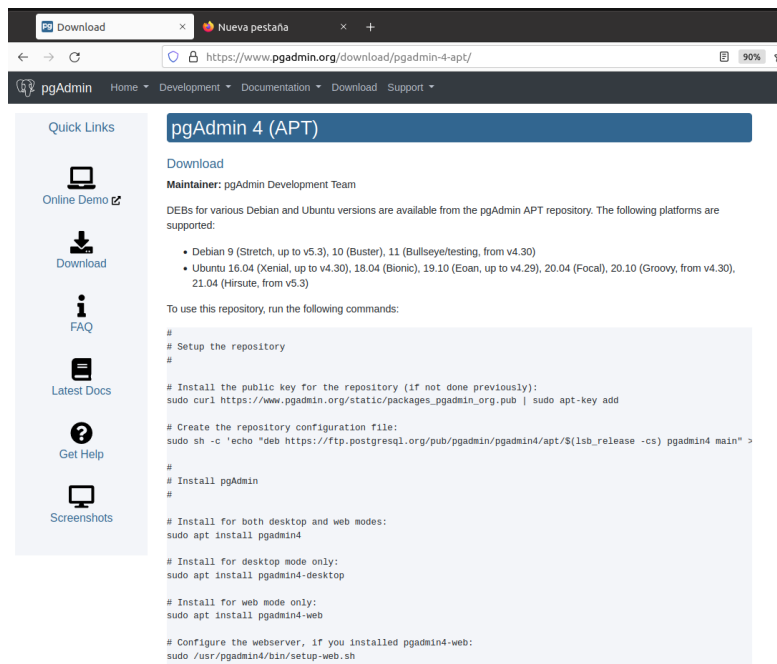 Download
Nueva pestaña
https://www.pgadmin.org/download/pgadmin-4-apt/
90%
pgAdmin
Home
Development
Documentation
Download
Support
Quick Links
Online Demo
Download
FAQ
Latest Docs
Get Help
Screenshots
pgAdmin 4 (APT)
Download
Maintainer: pgAdmin Development Team
DEBs for various Debian and Ubuntu versions are available from the pgAdmin APT repository. The following platforms are
supported:
• Debian 9 (Stretch, up to v5.3), 10 (Buster), 11 (Bullseye/testing, from v4.30)
• Ubuntu 16.04 (Xenial, up to v4.30), 18.04 (Bionic), 19.10 (Eoan, up to v4.29), 20.04 (Focal), 20.10 (Groovy, from v4.30),
21.04 (Hirsute, from v5.3)
To use this repository, run the following commands:
#
# Setup the repository
#
# Install the public key for the repository (if not done previously):
sudo curl https://www.pgadmin.org/static/packages_pgadmin_org.pub | sudo apt-key add
# Create the repository configuration file:
sudo sh -c 'echo "deb https://ftp.postgresql.org/pub/pgadmin/pgadmin4/apt/$(lsb_release -cs) pgadmin4 main" >
#
# Install pgAdmin
#
# Install for both desktop and web modes:
sudo apt install pgadmin4
# Install for desktop mode only:
sudo apt install pgadmin4-desktop
# Install for web mode only:
sudo apt install pgadmin4-web
# Configure the webserver, if you installed pgadmin4-web:
sudo /usr/pgadmin4/bin/setup-web.sh